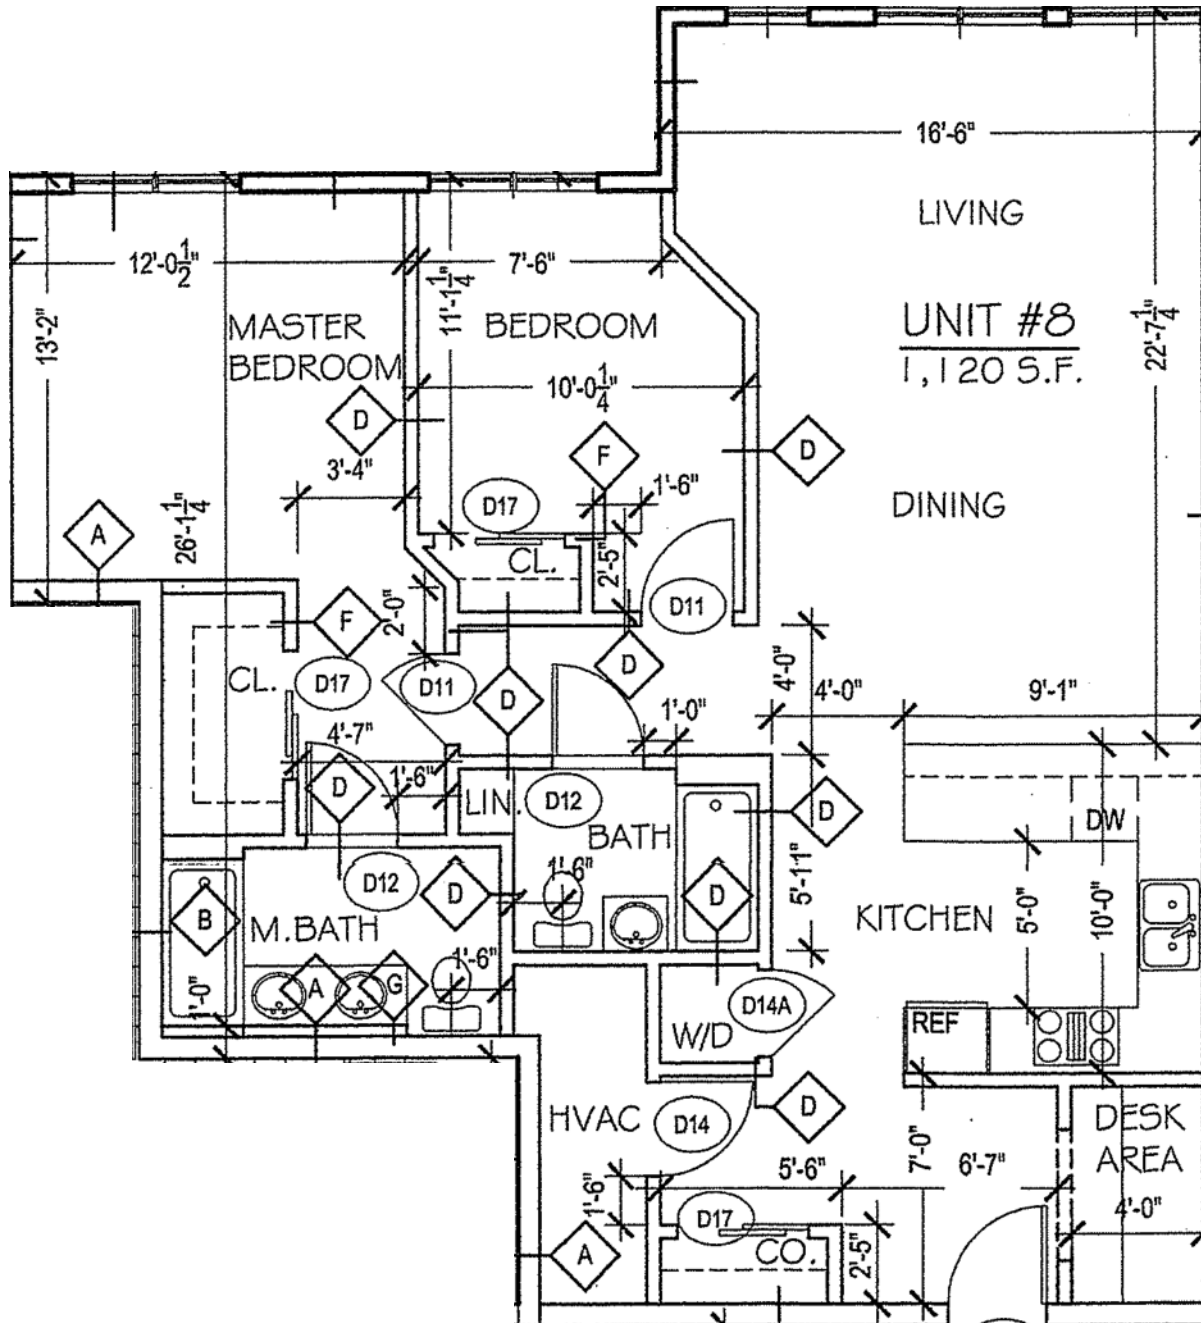 16'-6"
LIVING
12'-0 1/2"
7'-6"
11'-1 1/4"
13'-2"
MASTER
BEDROOM
BEDROOM
UNIT #8
1,120 S.F.
22'-7 1/4"
10'-0 1/4"
D
D
F
3'-4"
1'-6"
D17
DINING
A
26'-1 1/4"
CL.
2'-5"
D11
2'-0"
F
D
CL.
D17
D11
D
4'-0"
4'-0"
9'-1"
1'-0"
4'-7"
D
1'-6"
LIN.
D12
BATH
D
DW
D12
D
1'-6"
D
5'-11"
KITCHEN
5'-0"
10'-0"
B
M.BATH
1'-6"
1'-0"
A
G
D14A
W/D
REF
HVAC
D14
D
DESK
AREA
5'-6"
7'-0"
6'-7"
1'-6"
D17
4'-0"
A
CO.
2'-5"